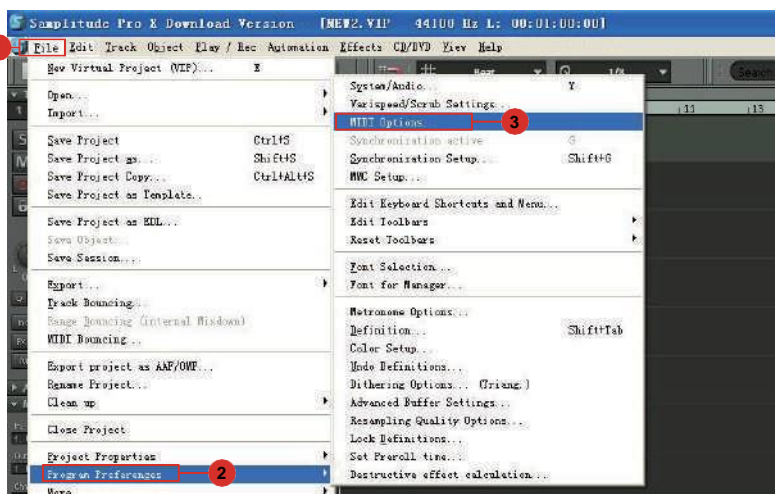 Samplitude Pro X Download Version [NEW2.VIP 44100 Hz L: 00:01:00:00]
File Edit Track Object Play / Rec Automation Effects CD/DVD View Help
New Virtual Project (VIP)... E
Open...
Import...
Save Project Ctrl+S
Save Project as... Shift+S
Save Project Copy... Ctrl+Alt+S
Save Project as Template...
Save Project as EDL...
Save Object...
Save Session...
Export...
Track Bouncing...
Range Bouncing (internal Mixdown)
MIDI Bouncing...
Export project as AAF/OMF...
Rename Project...
Clean up
Close Project
Project Properties
Program Preferences
2
More
Bear
1/8
Search
11
13
System/Audio... Y
Varispeed/Scrub Settings...
MIDI Options...
3
Synchronization active G
Synchronization Setup... Shift+G
MMC Setup...
Edit Keyboard Shortcuts and Menu...
Edit Toolbars
Reset Toolbars
Font Selection...
Font for Manager...
Metronome Options...
Definition... Shift+Tab
Color Setup...
Undo Definitions...
Dithering Options... (Triang.)
Advanced Buffer Settings...
Resampling Quality Options...
Lock Definitions...
Set Preroll time...
Destructive effect calculation...